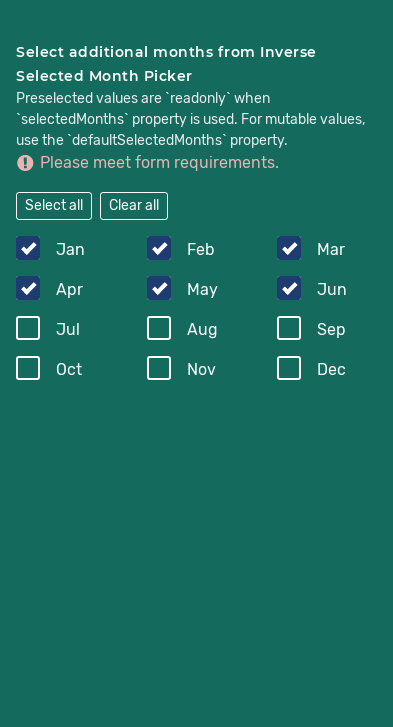 Select additional months from Inverse
Selected Month Picker
Preselected values are `readonly` when
`selectedMonths` property is used. For mutable values,
use the `defaultSelectedMonths` property.
Please meet form requirements.
Select all Clear all
Jan Feb Mar
Apr May Jun
Jul Aug Sep
Oct Nov Dec